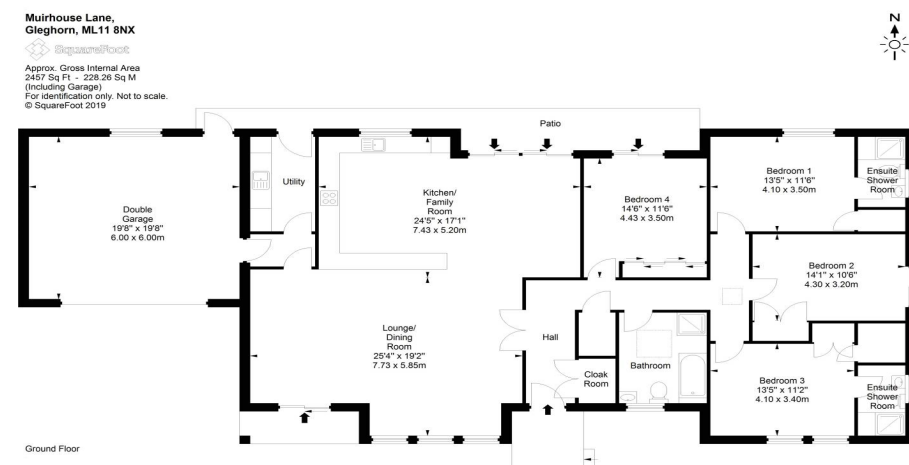 Muirhouse Lane,
Gleghorn, ML11 8NX
SquareFoot
Approx. Gross Internal Area
2457 Sq Ft - 228.26 Sq M
(Including Garage)
For identification only. Not to scale.
© SquareFoot 2019
N
Patio
Double
Garage
19'8" x 19'8"
6.00 x 6.00m
Utility
Kitchen/
Family
Room
24'5" x 17'1"
7.43 x 5.20m
Bedroom 4
14'6" x 11'6"
4.43 x 3.50m
Bedroom 1
13'5" x 11'6"
4.10 x 3.50m
Ensuite
Shower
Room
Bedroom 2
14'1" x 10'6"
4.30 x 3.20m
Lounge/
Dining
Room
25'4" x 19'2"
7.73 x 5.85m
Hall
Cloak
Room
Bathroom
Bedroom 3
13'5" x 11'2"
4.10 x 3.40m
Ensuite
Shower
Room
Ground Floor